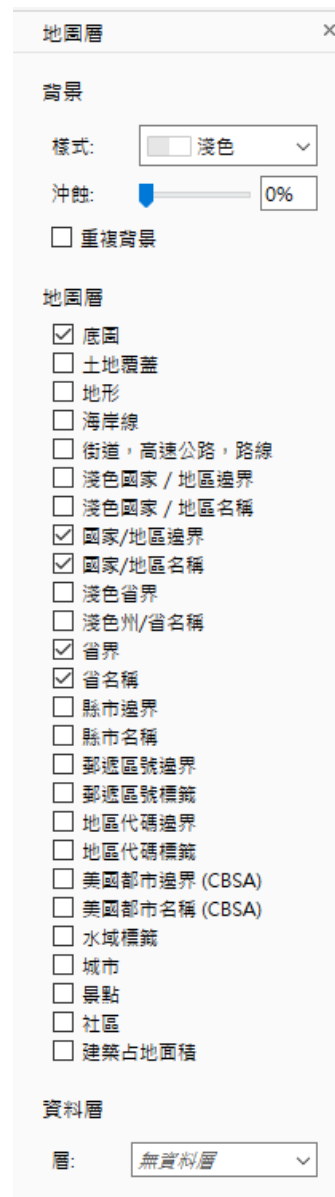 地圖層
背景
樣式: 淺色
沖蝕: 0%
重複背景
地圖層
底圖
土地覆蓋
地形
海岸線
街道，高速公路，路線
淺色國家 / 地區邊界
淺色國家 / 地區名稱
國家/地區邊界
國家/地區名稱
淺色省界
淺色州/省名稱
省界
省名稱
縣市邊界
縣市名稱
郵遞區號邊界
郵遞區號標籤
地區代碼邊界
地區代碼標籤
美國都市邊界 (CBSA)
美國都市名稱 (CBSA)
水域標籤
城市
景點
社區
建築占地面積
資料層
層: 無資料層